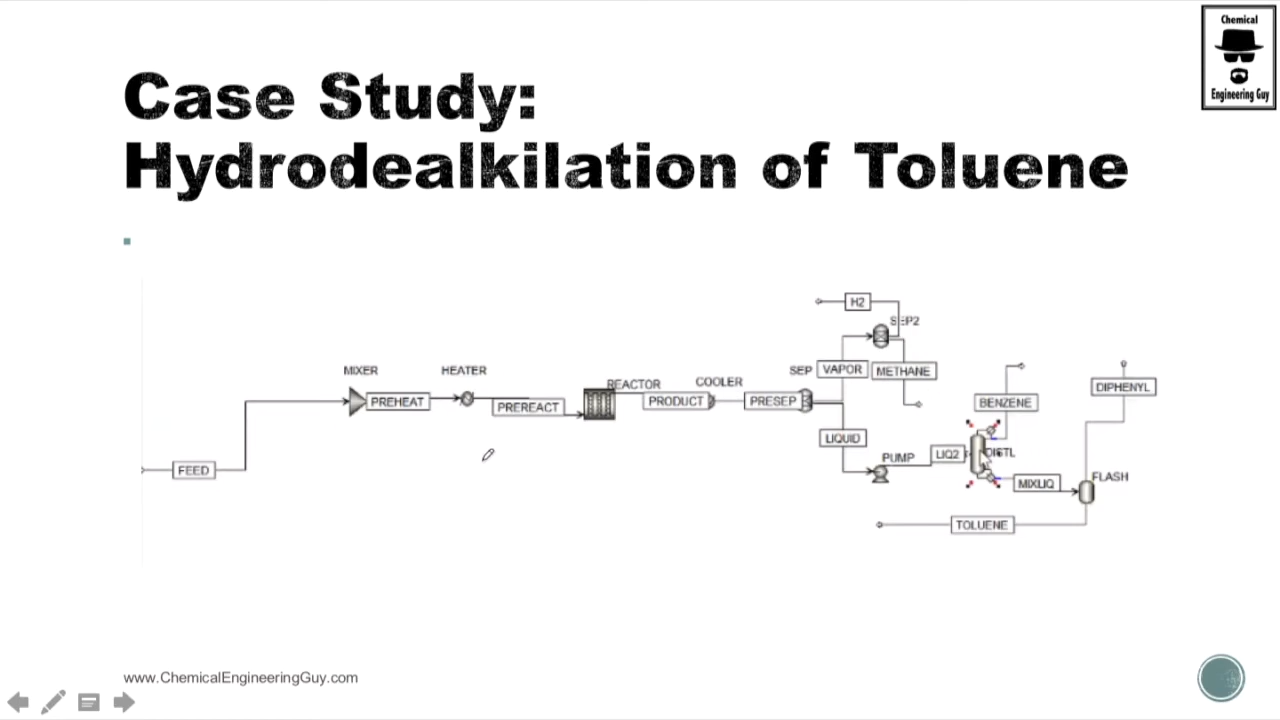 Chemical
Engineering Guy
Case Study:
Hydrodealkilation of Toluene
H2
SEP2
MIXER
HEATER
SEP
VAPOR
METHANE
REACTOR
COOLER
DIPHENYL
PREHEAT
PREREACT
PRODUCT
PRESEP
BENZENE
LIQUID
PUMP
LIQ2
DISTL
FEED
MIXLIQ
FLASH
TOLUENE
www.ChemicalEngineeringGuy.com